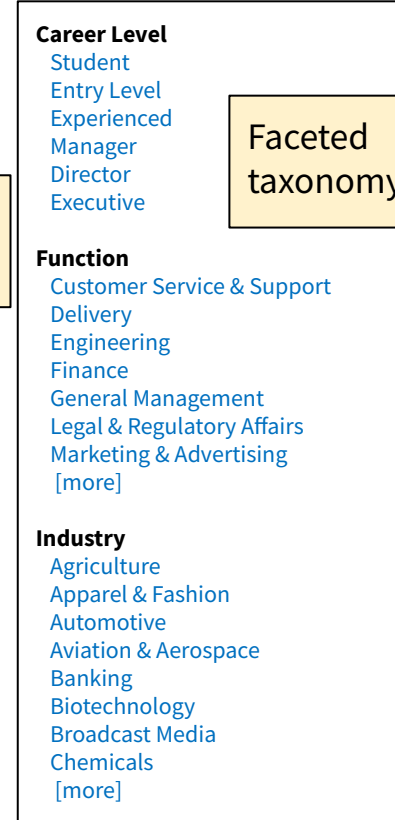 Career Level
Student
Entry Level
Experienced
Manager
Director
Executive
Faceted
taxonomy
Function
Customer Service & Support
Delivery
Engineering
Finance
General Management
Legal & Regulatory Affairs
Marketing & Advertising
[more]
Industry
Agriculture
Apparel & Fashion
Automotive
Aviation & Aerospace
Banking
Biotechnology
Broadcast Media
Chemicals
[more]